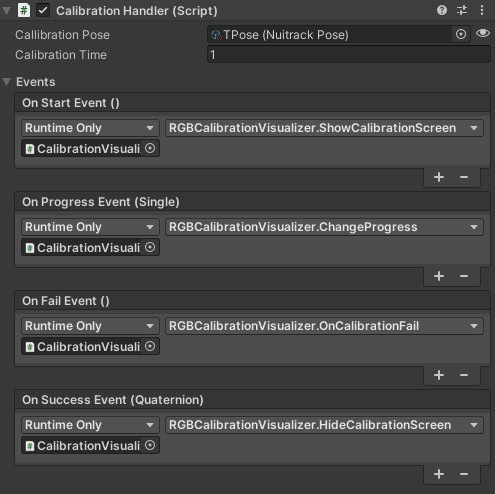 Calibration Handler (Script)
Callibration Pose TPose (Nuitrack Pose)
Calibration Time 1
Events
On Start Event ()
Runtime Only RGBCalibrationVisualizer.ShowCalibrationScreen
CalibrationVisuali
On Progress Event (Single)
Runtime Only RGBCalibrationVisualizer.ChangeProgress
CalibrationVisuali
On Fail Event ()
Runtime Only RGBCalibrationVisualizer.OnCalibrationFail
CalibrationVisuali
On Success Event (Quaternion)
Runtime Only RGBCalibrationVisualizer.HideCalibrationScreen
CalibrationVisuali